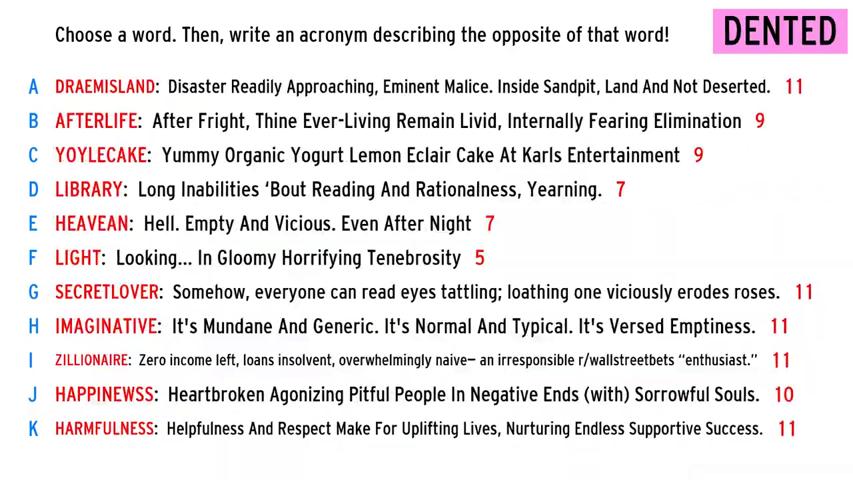 Choose a word. Then, write an acronym describing the opposite of that word! DENTED
A DRAEMISLAND: Disaster Readily Approaching, Eminent Malice. Inside Sandpit, Land And Not Deserted. 11
B AFTERLIFE: After Fright, Thine Ever-Living Remain Livid, Internally Fearing Elimination 9
C YOYLECAKE: Yummy Organic Yogurt Lemon Eclair Cake At Karls Entertainment 9
D LIBRARY: Long Inabilities ‘Bout Reading And Rationalness, Yearning. 7
E HEAVEAN: Hell. Empty And Vicious. Even After Night 7
F LIGHT: Looking... In Gloomy Horrifying Tenebrosity 5
G SECRETLOVER: Somehow, everyone can read eyes tattling; loathing one viciously erodes roses. 11
H IMAGINATIVE: It's Mundane And Generic. It's Normal And Typical. It's Versed Emptiness. 11
I ZILLIONAIRE: Zero income left, loans insolvent, overwhelmingly naive— an irresponsible r/wallstreetbets “enthusiast.” 11
J HAPPINEWSS: Heartbroken Agonizing Pitful People In Negative Ends (with) Sorrowful Souls. 10
K HARMFULNESS: Helpfulness And Respect Make For Uplifting Lives, Nurturing Endless Supportive Success. 11